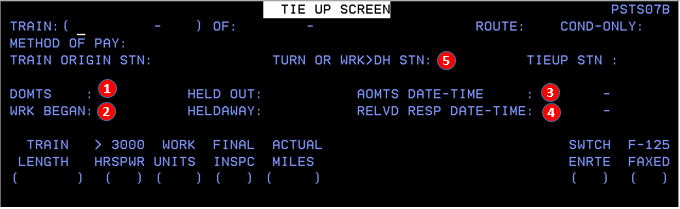 TIE UP SCREEN PSTS07B
TRAIN:( - ) OF: - ROUTE: COND-ONLY:
METHOD OF PAY:
TRAIN ORIGIN STN: TURN OR WRK>DH STN: 5 TIEUP STN :
DOMTS : 1 HELD OUT: AOMTS DATE-TIME : 3 -
WRK BEGAN: 2 HELDAWAY: RELVD RESP DATE-TIME: 4 -
TRAIN > 3000 WORK FINAL ACTUAL SWTCH F-125
LENGTH HRSPWR UNITS INSPC MILES ENRTE FAXED
( ) ( ) ( ) ( ) ( ) ( ) ( )